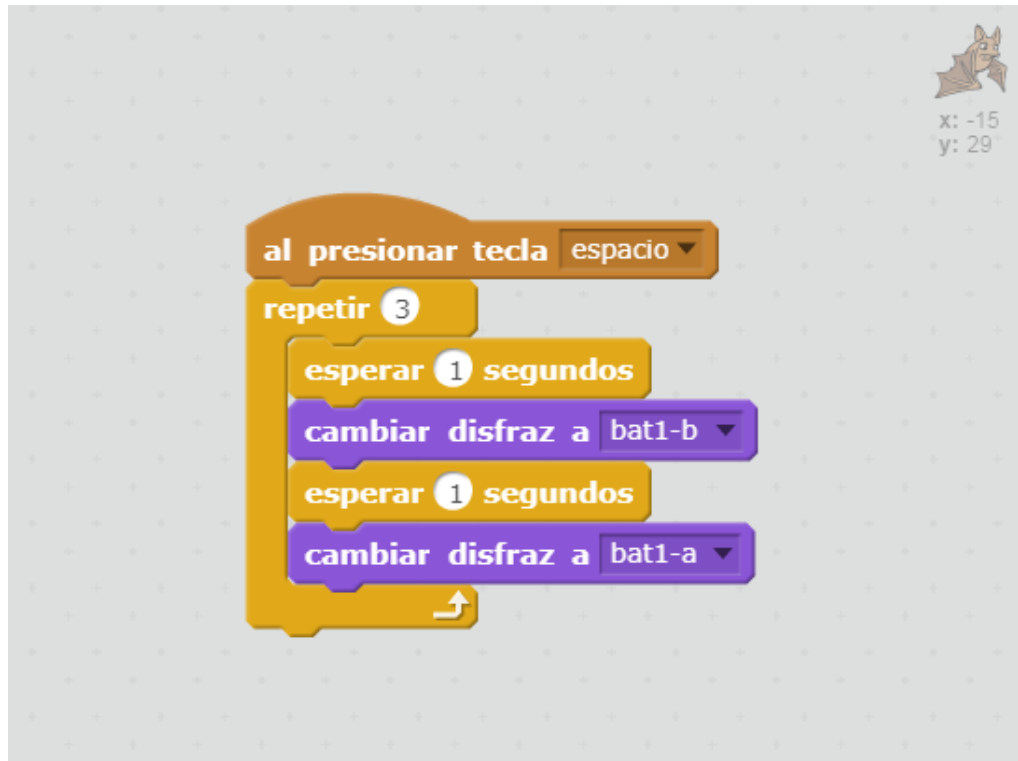 x: -15
y: 29
al presionar tecla espacio
repetir 3
esperar 1 segundos
cambiar disfraz a bat1-b
esperar 1 segundos
cambiar disfraz a bat1-a